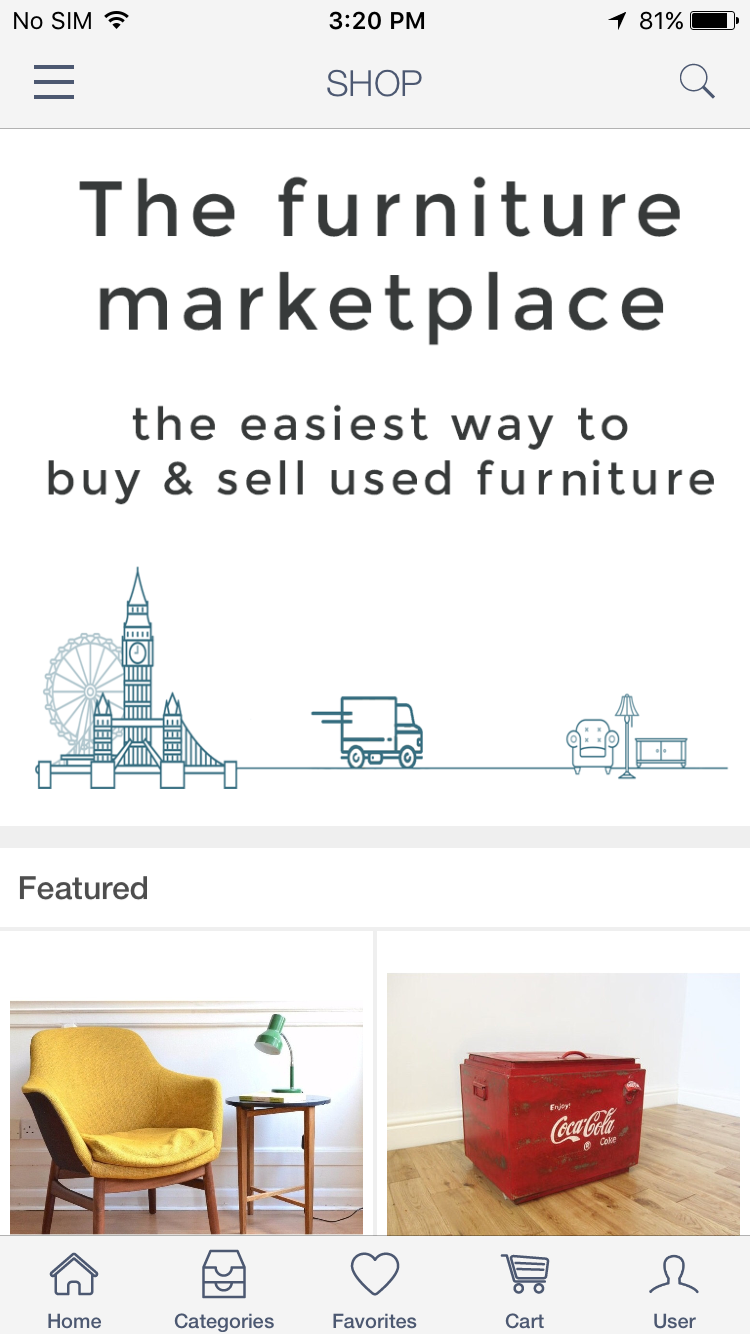 No SIM 3:20 PM 81%
SHOP
The furniture
marketplace
the easiest way to
buy & sell used furniture
Featured
Enjoy!
Coca-Cola
®
Coke
Home Categories Favorites Cart User